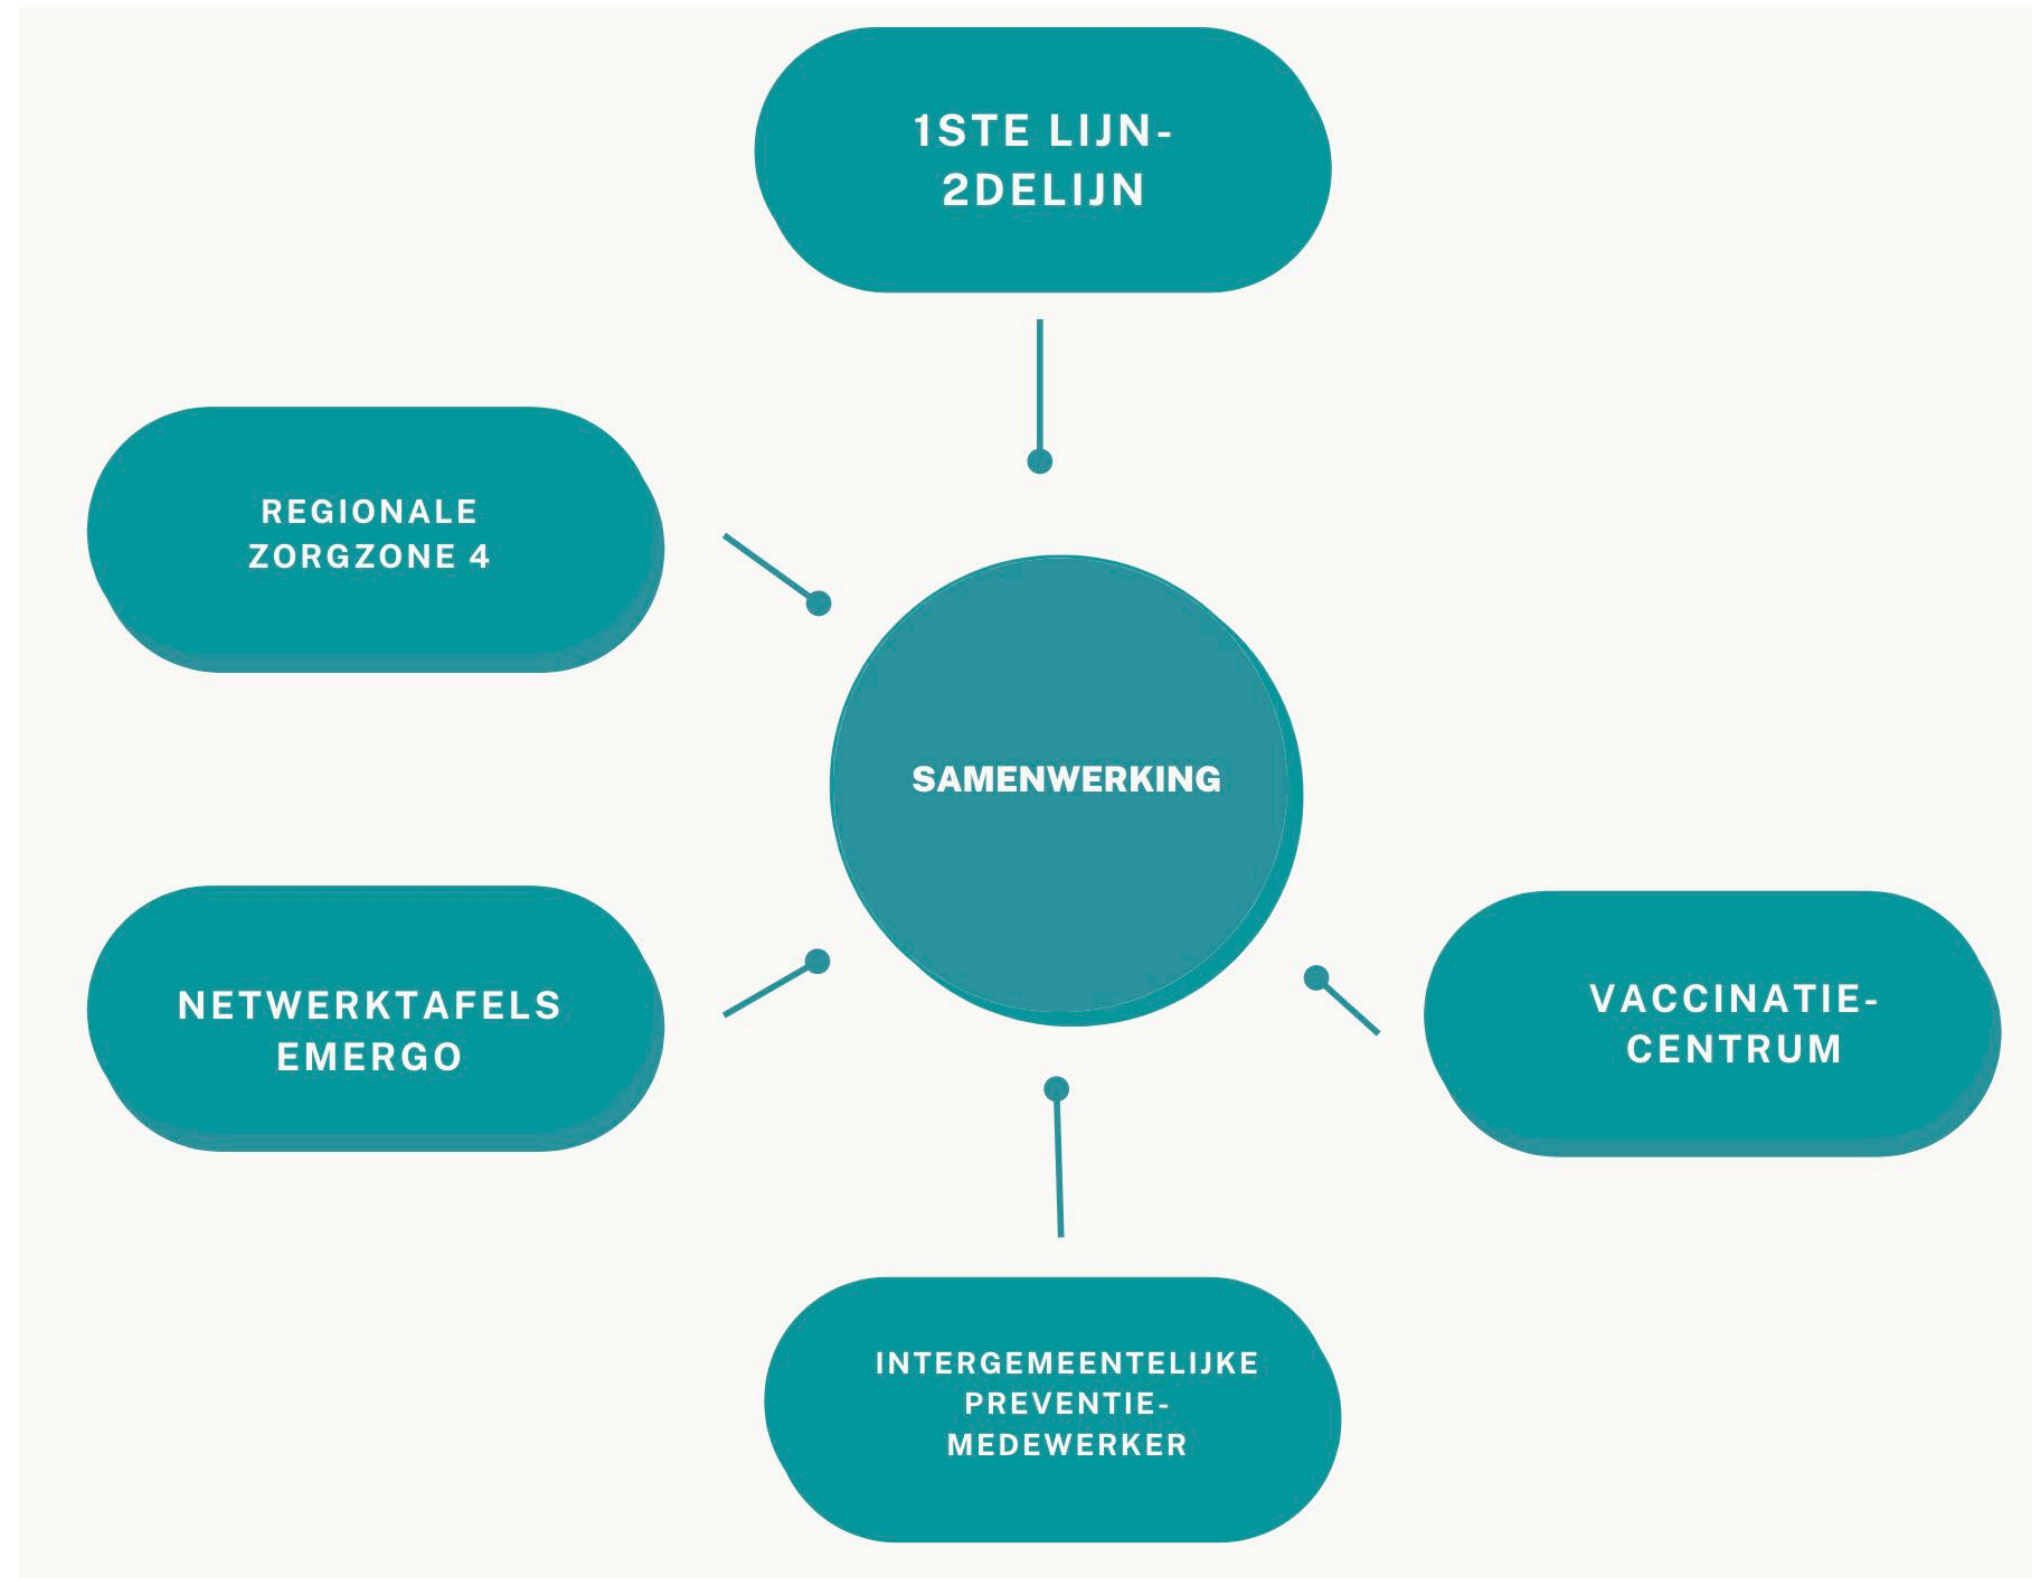 1STE LIJN-
2DELIJN
REGIONALE
ZORGZONE 4
SAMENWERKING
NETWERKTAFELS
EMERGO
VACCINATIE-
CENTRUM
INTERGEMEENTELIJKE
PREVENTIE-
MEDEWERKER